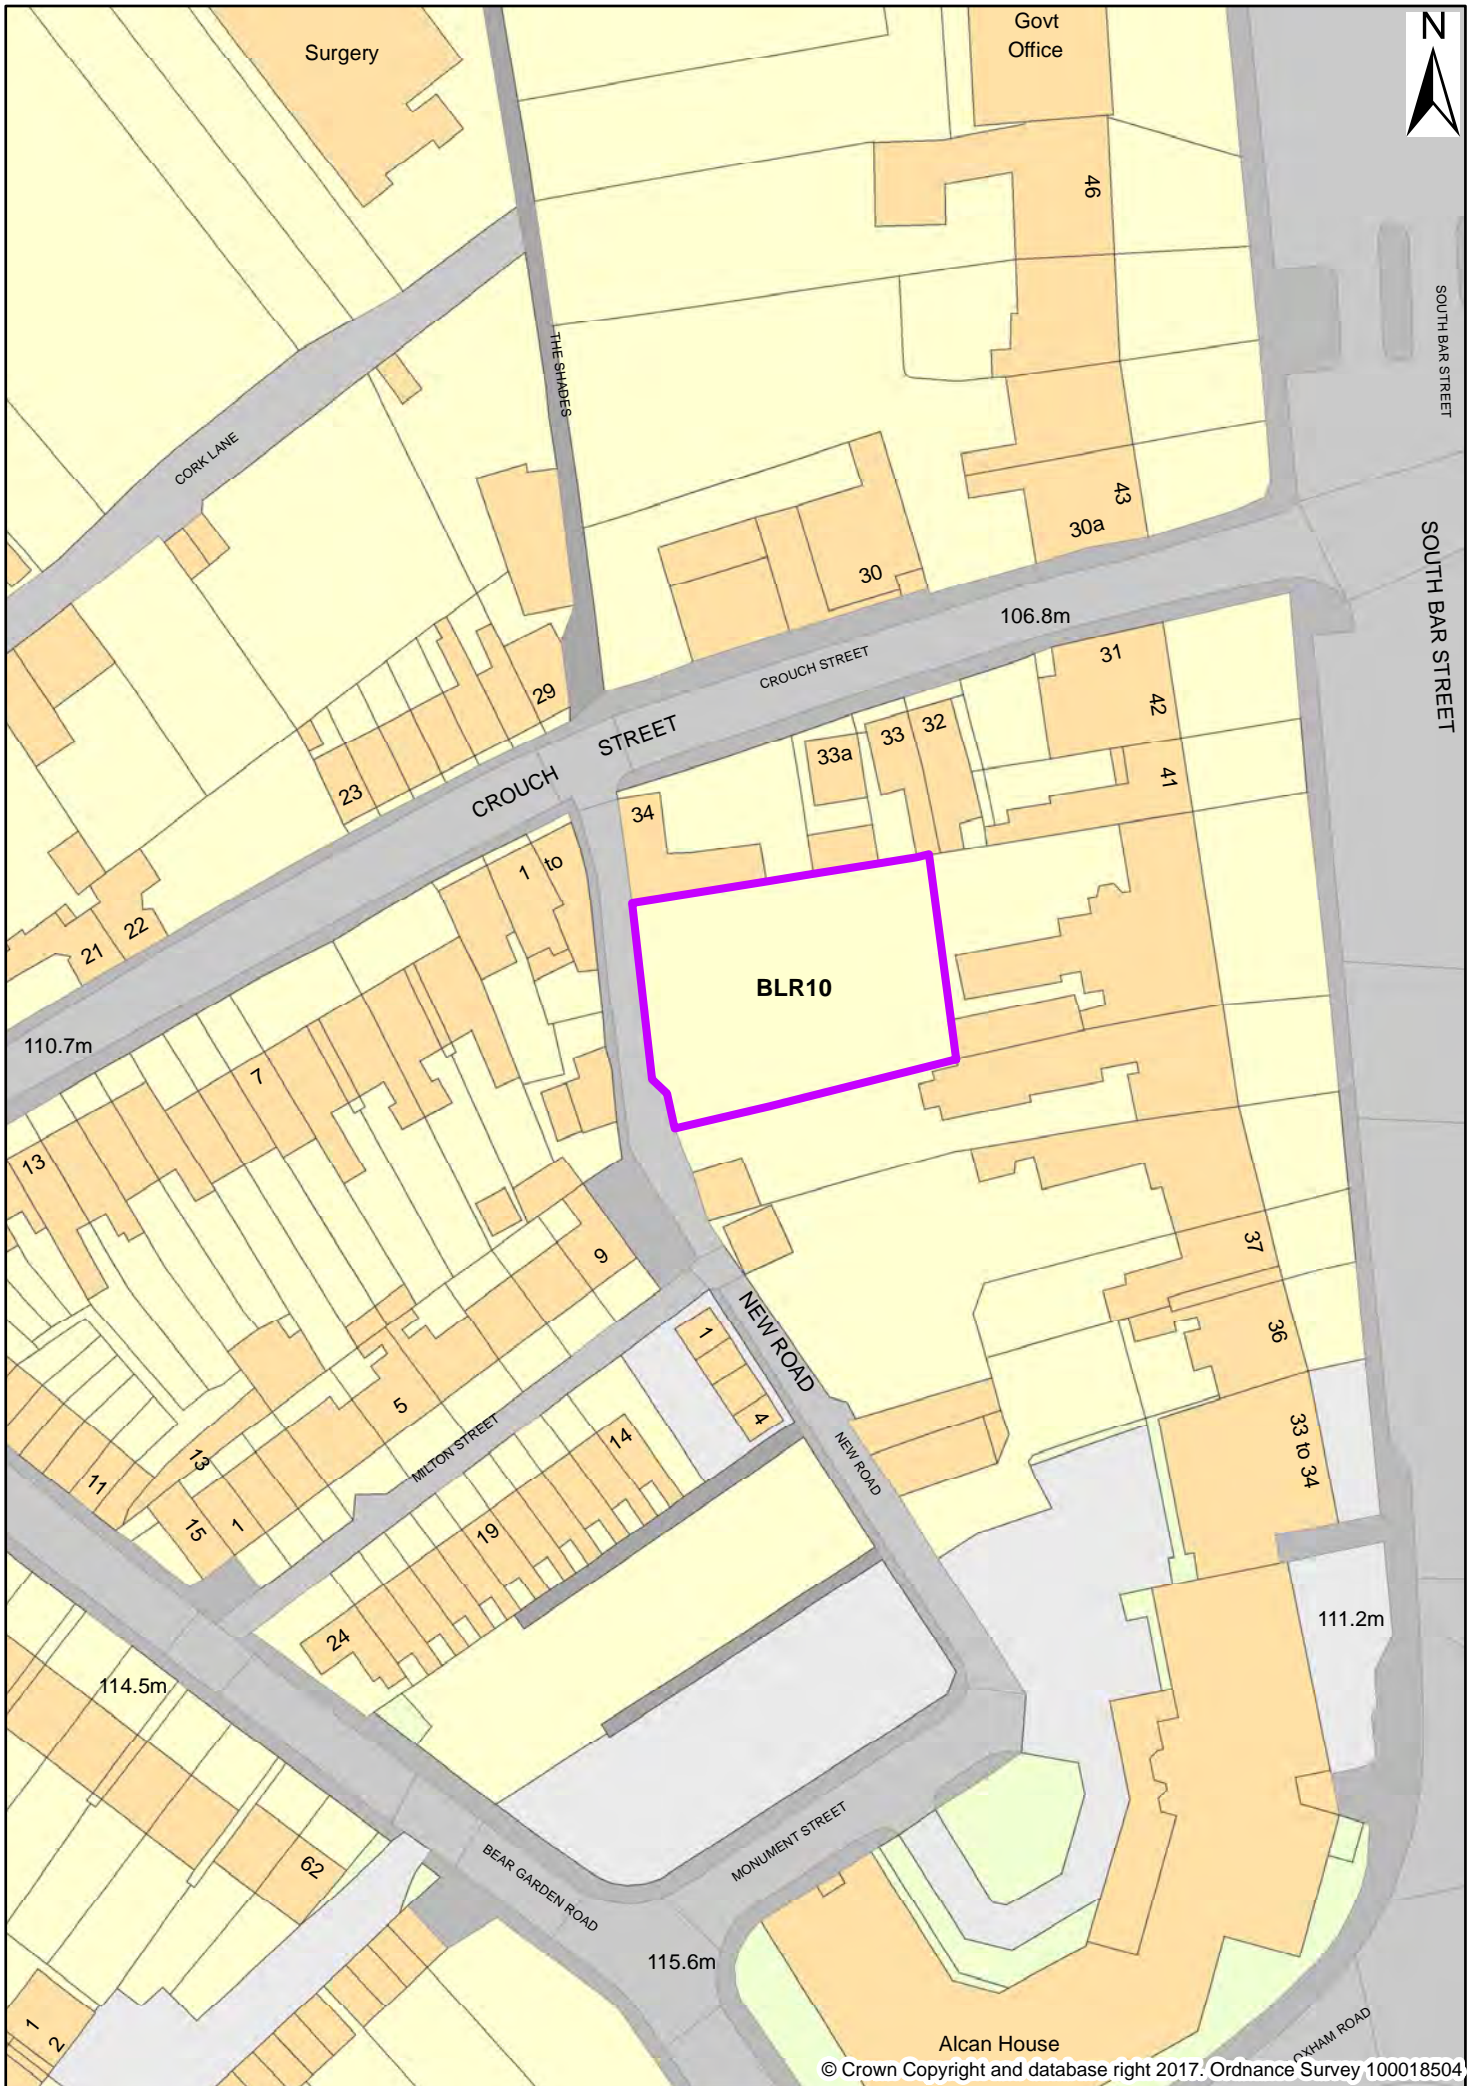 Surgery
Govt
Office
N
46
SOUTH BAR STREET
THE SHADES
CORK LANE
43
30a
30
SOUTH BAR STREET
106.8m
CROUCH STREET
31
29
42
CROUCH STREET
33a
33
32
41
23
34
1 to
22
21
BLR10
110.7m
7
13
9
37
NEW ROAD
1
36
4
5
14
33 to 34
MILTON STREET
NEW ROAD
13
11
15
1
19
24
111.2m
114.5m
62
BEAR GARDEN ROAD
MONUMENT STREET
115.6m
1
2
Alcan House
OXHAM ROAD
© Crown Copyright and database right 2017. Ordnance Survey 100018504